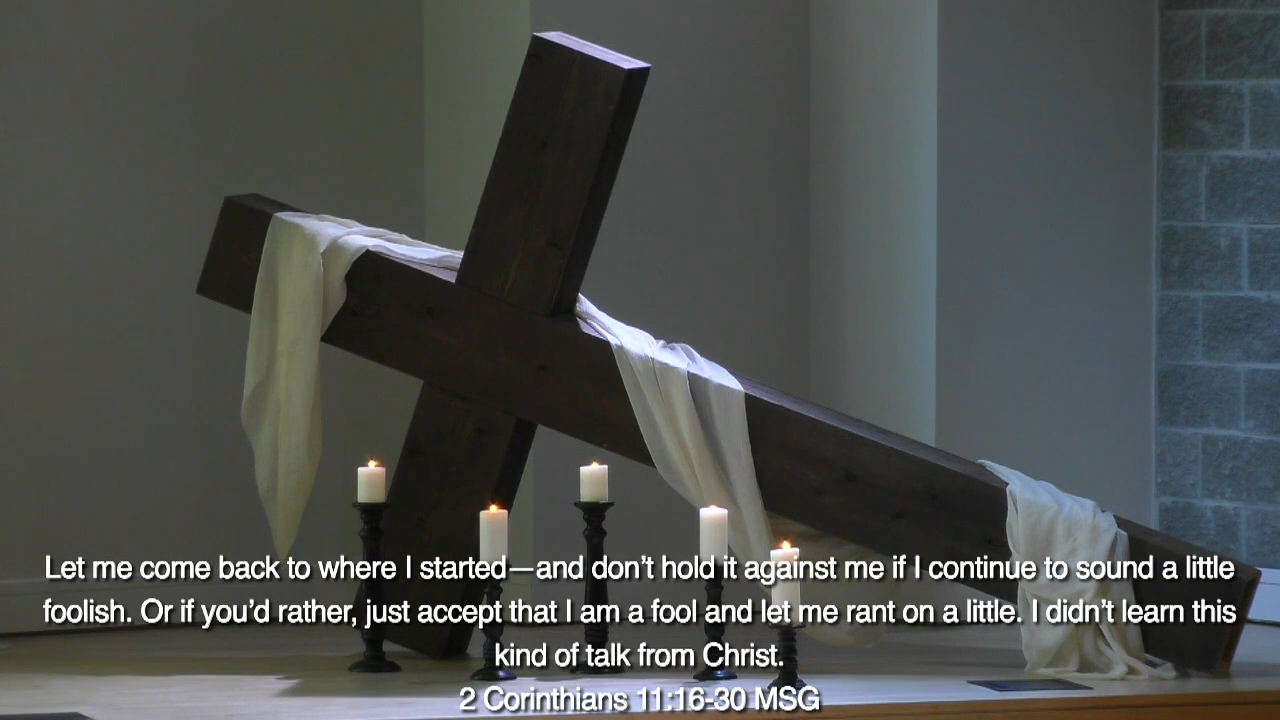 Let me come back to where I started—and don’t hold it against me if I continue to sound a little
foolish. Or if you’d rather, just accept that I am a fool and let me rant on a little. I didn’t learn this
kind of talk from Christ.
2 Corinthians 11:16-30 MSG